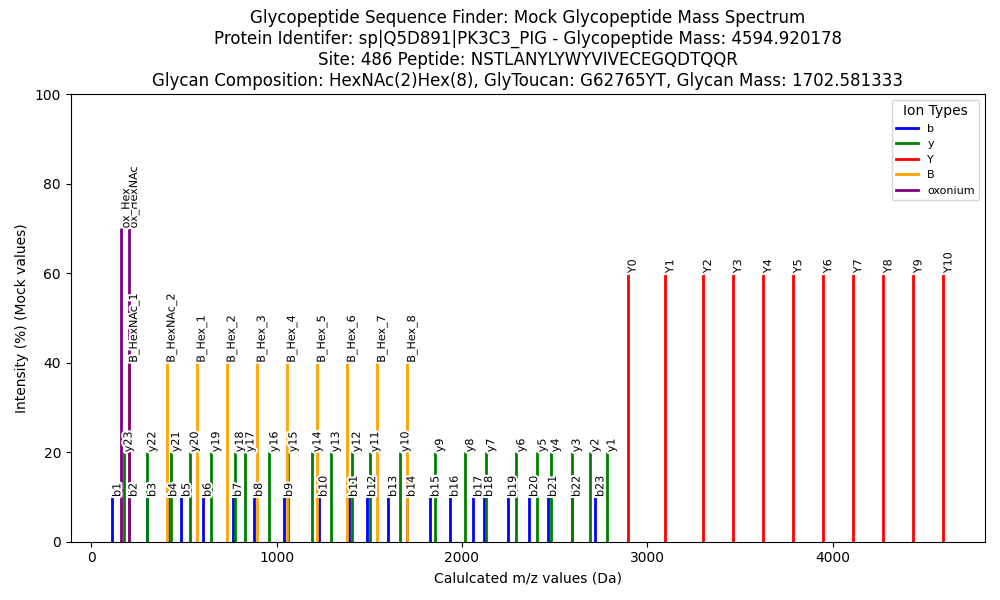 Glycopeptide Sequence Finder: Mock Glycopeptide Mass Spectrum
Protein Identifer: sp|Q5D891|PK3C3_PIG - Glycopeptide Mass: 4594.920178
Site: 486 Peptide: NSTLANYLYWYVIVECEGQDTQQR
Glycan Composition: HexNAc(2)Hex(8), GlyToucan: G62765YT, Glycan Mass: 1702.581333
Intensity (%) (Mock values)
100
80
60
40
20
0
Ion Types
b
y
Y
B
oxonium
ox_Hex
ox_HexNAc
Y0
Y1
Y2
Y3
Y4
Y5
Y6
Y7
Y8
Y9
Y10
B_HexNAc_1
B_HexNAc_2
B_Hex_1
B_Hex_2
B_Hex_3
B_Hex_4
B_Hex_5
B_Hex_6
B_Hex_7
B_Hex_8
y23
y22
y21
y20
y19
y18
y17
y16
y15
y14
y13
y12
y11
y10
y9
y8
y7
y6
y5
y4
y3
y2
y1
b1
b2
b3
b4
b5
b6
b7
b8
b9
b10
b11
b12
b13
b14
b15
b16
b17
b18
b19
b20
b21
b22
b23
0
1000
2000
3000
4000
Calulcated m/z values (Da)